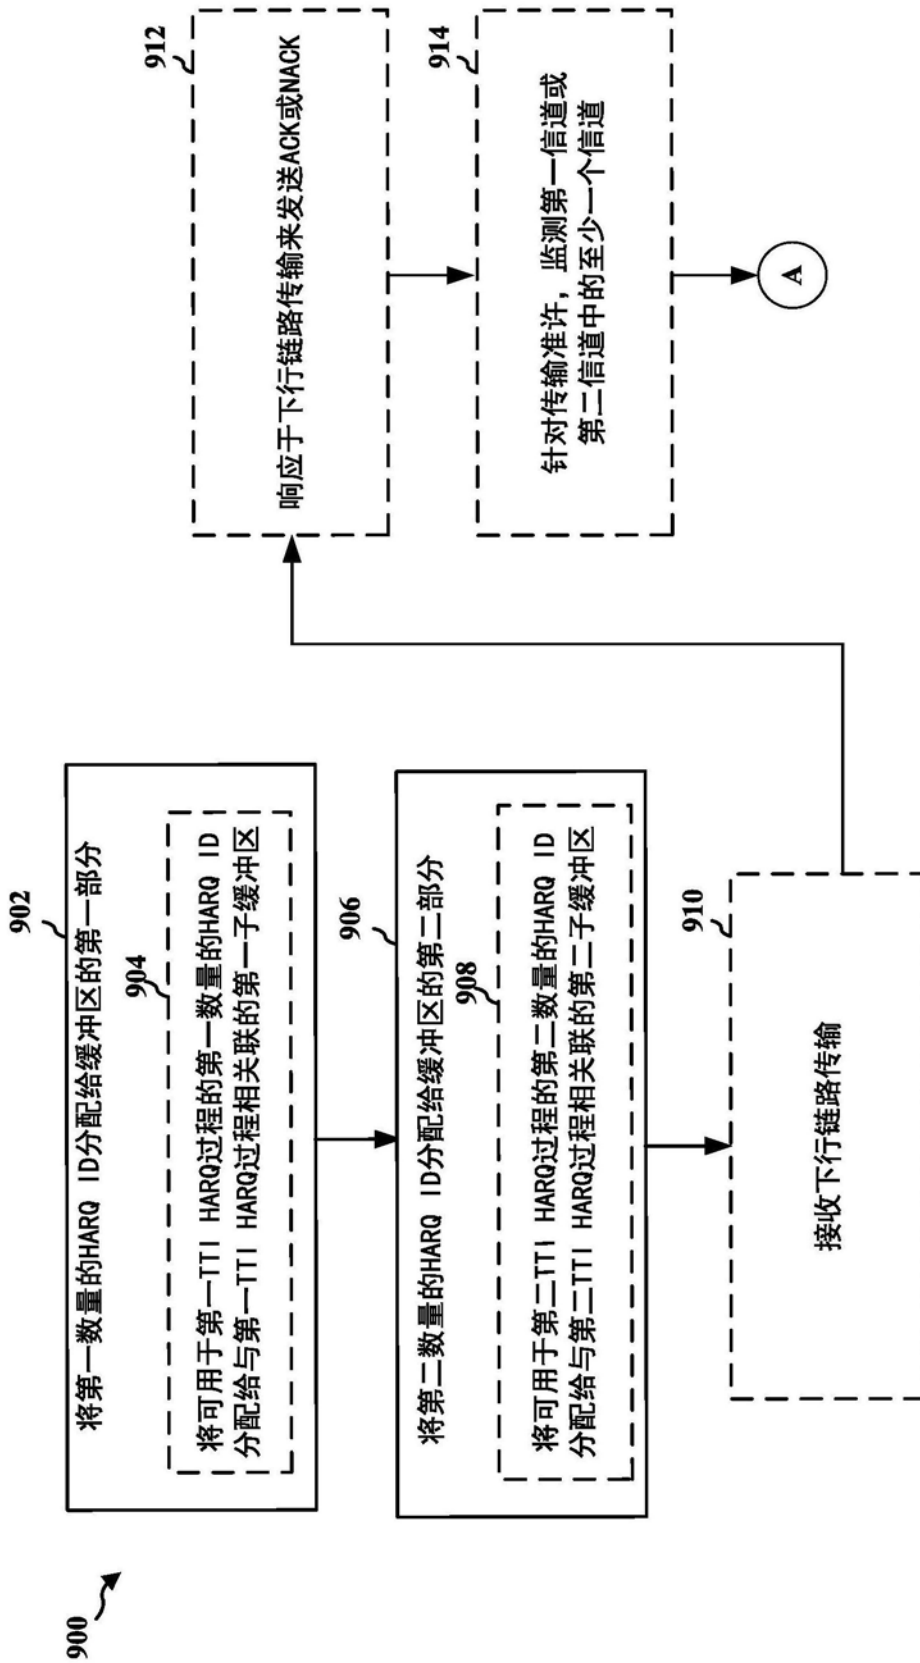 900
902
将第一数量的HARQ ID分配给缓冲区的第一部分
904
将可用于第一TTI HARQ过程的第一数量的HARQ ID
分配给与第一TTI HARQ过程相关联的第一子缓冲区
906
将第二数量的HARQ ID分配给缓冲区的第二部分
908
将可用于第二TTI HARQ过程的第二数量的HARQ ID
分配给与第二TTI HARQ过程相关联的第二子缓冲区
910
接收下行链路传输
912
响应于下行链路传输来发送ACK或NACK
914
针对传输准许，监测第一信道或
第二信道中的至少一个信道
A